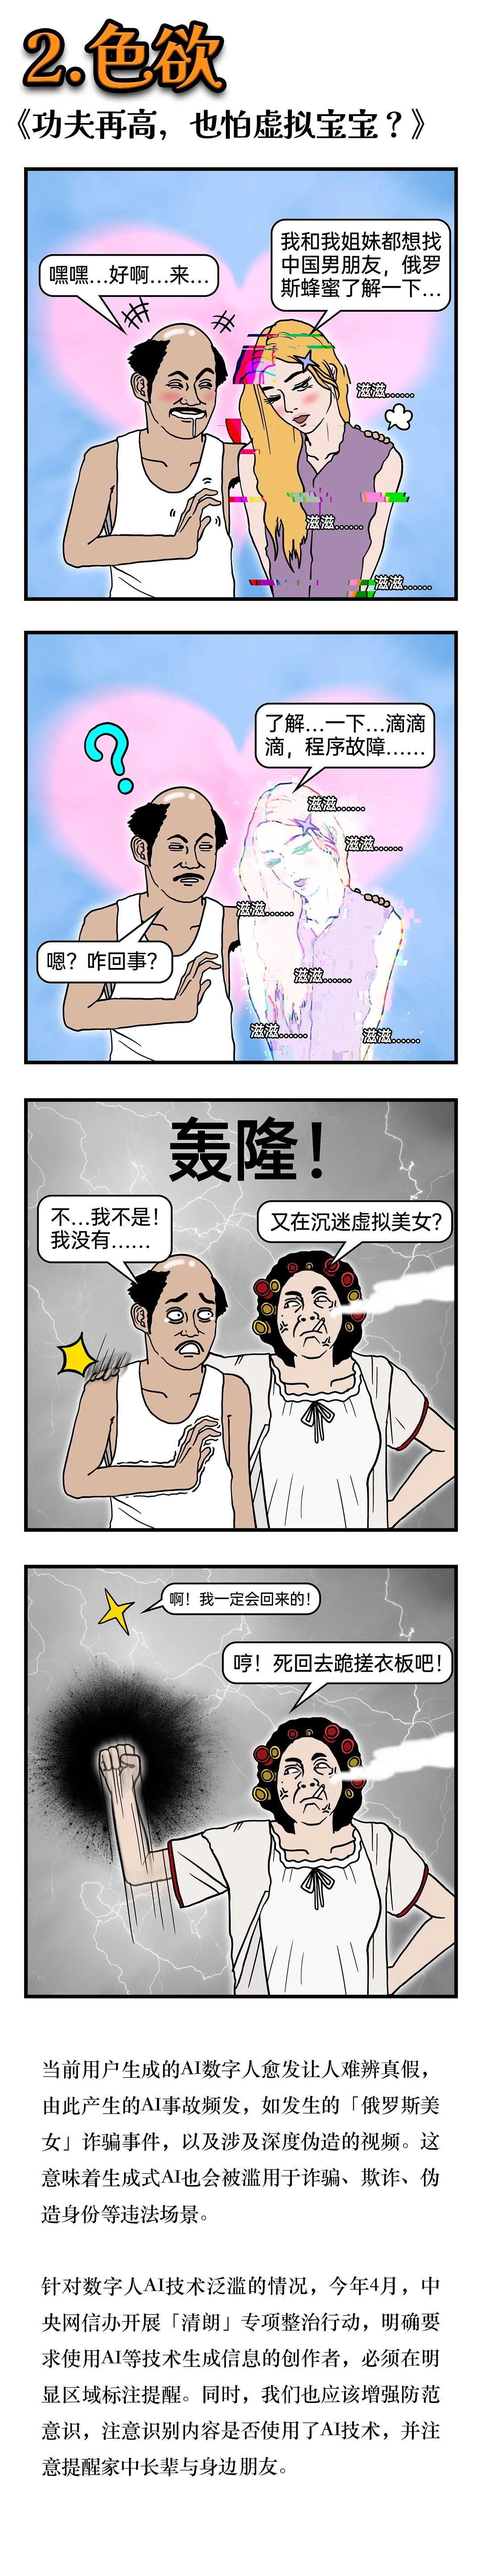 2.色欲
《功夫再高，也怕虚拟宝宝？》
嘿嘿…好啊…来…
我和我姐妹都想找
中国男朋友，俄罗
斯蜂蜜了解一下…
滋滋……
滋滋……
滋滋……
了解…一下…滴滴
滴，程序故障……
滋滋……
滋滋……
滋滋……
嗯？咋回事？
滋滋……
滋滋……
滋滋……
轰隆！
不…我不是！
我没有……
又在沉迷虚拟美女？
啊！我一定会回来的！
哼！死回去跪搓衣板吧！
当前用户生成的AI数字人愈发让人难辨真假，
由此产生的AI事故频发，如发生的「俄罗斯美
女」诈骗事件，以及涉及深度伪造的视频。这
意味着生成式AI也会被滥用于诈骗、欺诈、伪
造身份等违法场景。
针对数字人AI技术泛滥的情况，今年4月，中
央网信办开展「清朗」专项整治行动，明确要
求使用AI等技术生成信息的创作者，必须在明
显区域标注提醒。同时，我们也应该增强防范
意识，注意识别内容是否使用了AI技术，并注
意提醒家中长辈与身边朋友。